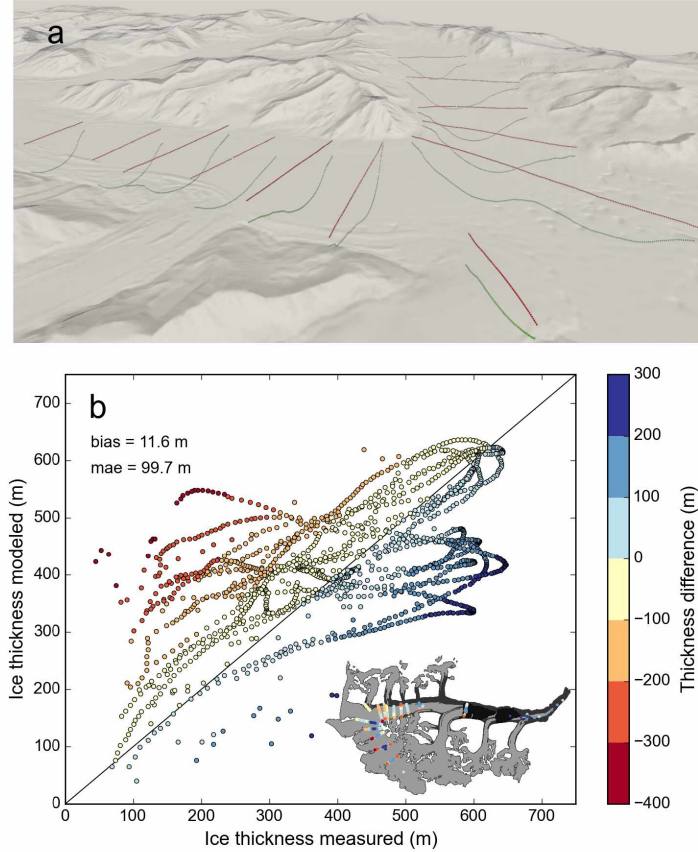 a
b
bias = 11.6 m
mae = 99.7 m
Ice thickness modeled (m)
700
600
500
400
300
200
100
0
0 100 200 300 400 500 600 700
Ice thickness measured (m)
300
200
100
0
−100
−200
−300
−400
Thickness difference (m)